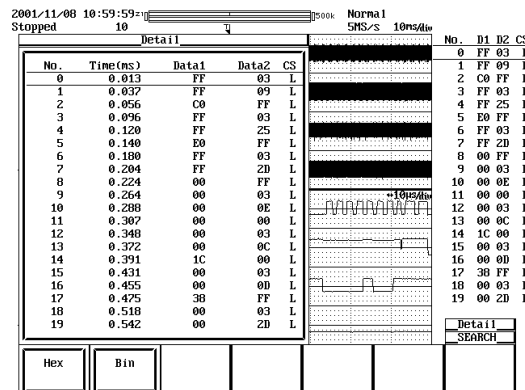 2001/11/08 10:59:59
500k
Normal
Stopped
10
5MS/s 10ms/div
Detail
No. Time(ms) Data1 Data2 CS
0 0.013 FF 03 L
1 0.037 FF 09 L
2 0.056 C0 FF L
3 0.096 FF 03 L
4 0.120 FF 25 L
5 0.140 E0 FF L
6 0.180 FF 03 L
7 0.204 FF 2D L
8 0.224 00 FF L
9 0.264 00 03 L
10 0.288 00 0E L
11 0.307 00 00 L
12 0.348 00 03 L
13 0.372 00 0C L
14 0.391 1C 00 L
15 0.431 00 03 L
16 0.455 00 0D L
17 0.475 38 FF L
18 0.518 00 03 L
19 0.542 00 2D L
10µs/div
No. D1 D2 CS
0 FF 03
1 FF 09
2 C0 FF
3 FF 03
4 FF 25
5 E0 FF
6 FF 03
7 FF 2D
8 00 FF
9 00 03
10 00 0E
11 00 00
12 00 03
13 00 0C
14 1C 00
15 00 03
16 00 0D
17 38 FF
18 00 03
19 00 2D
Detail
SEARCH
Hex
Bin